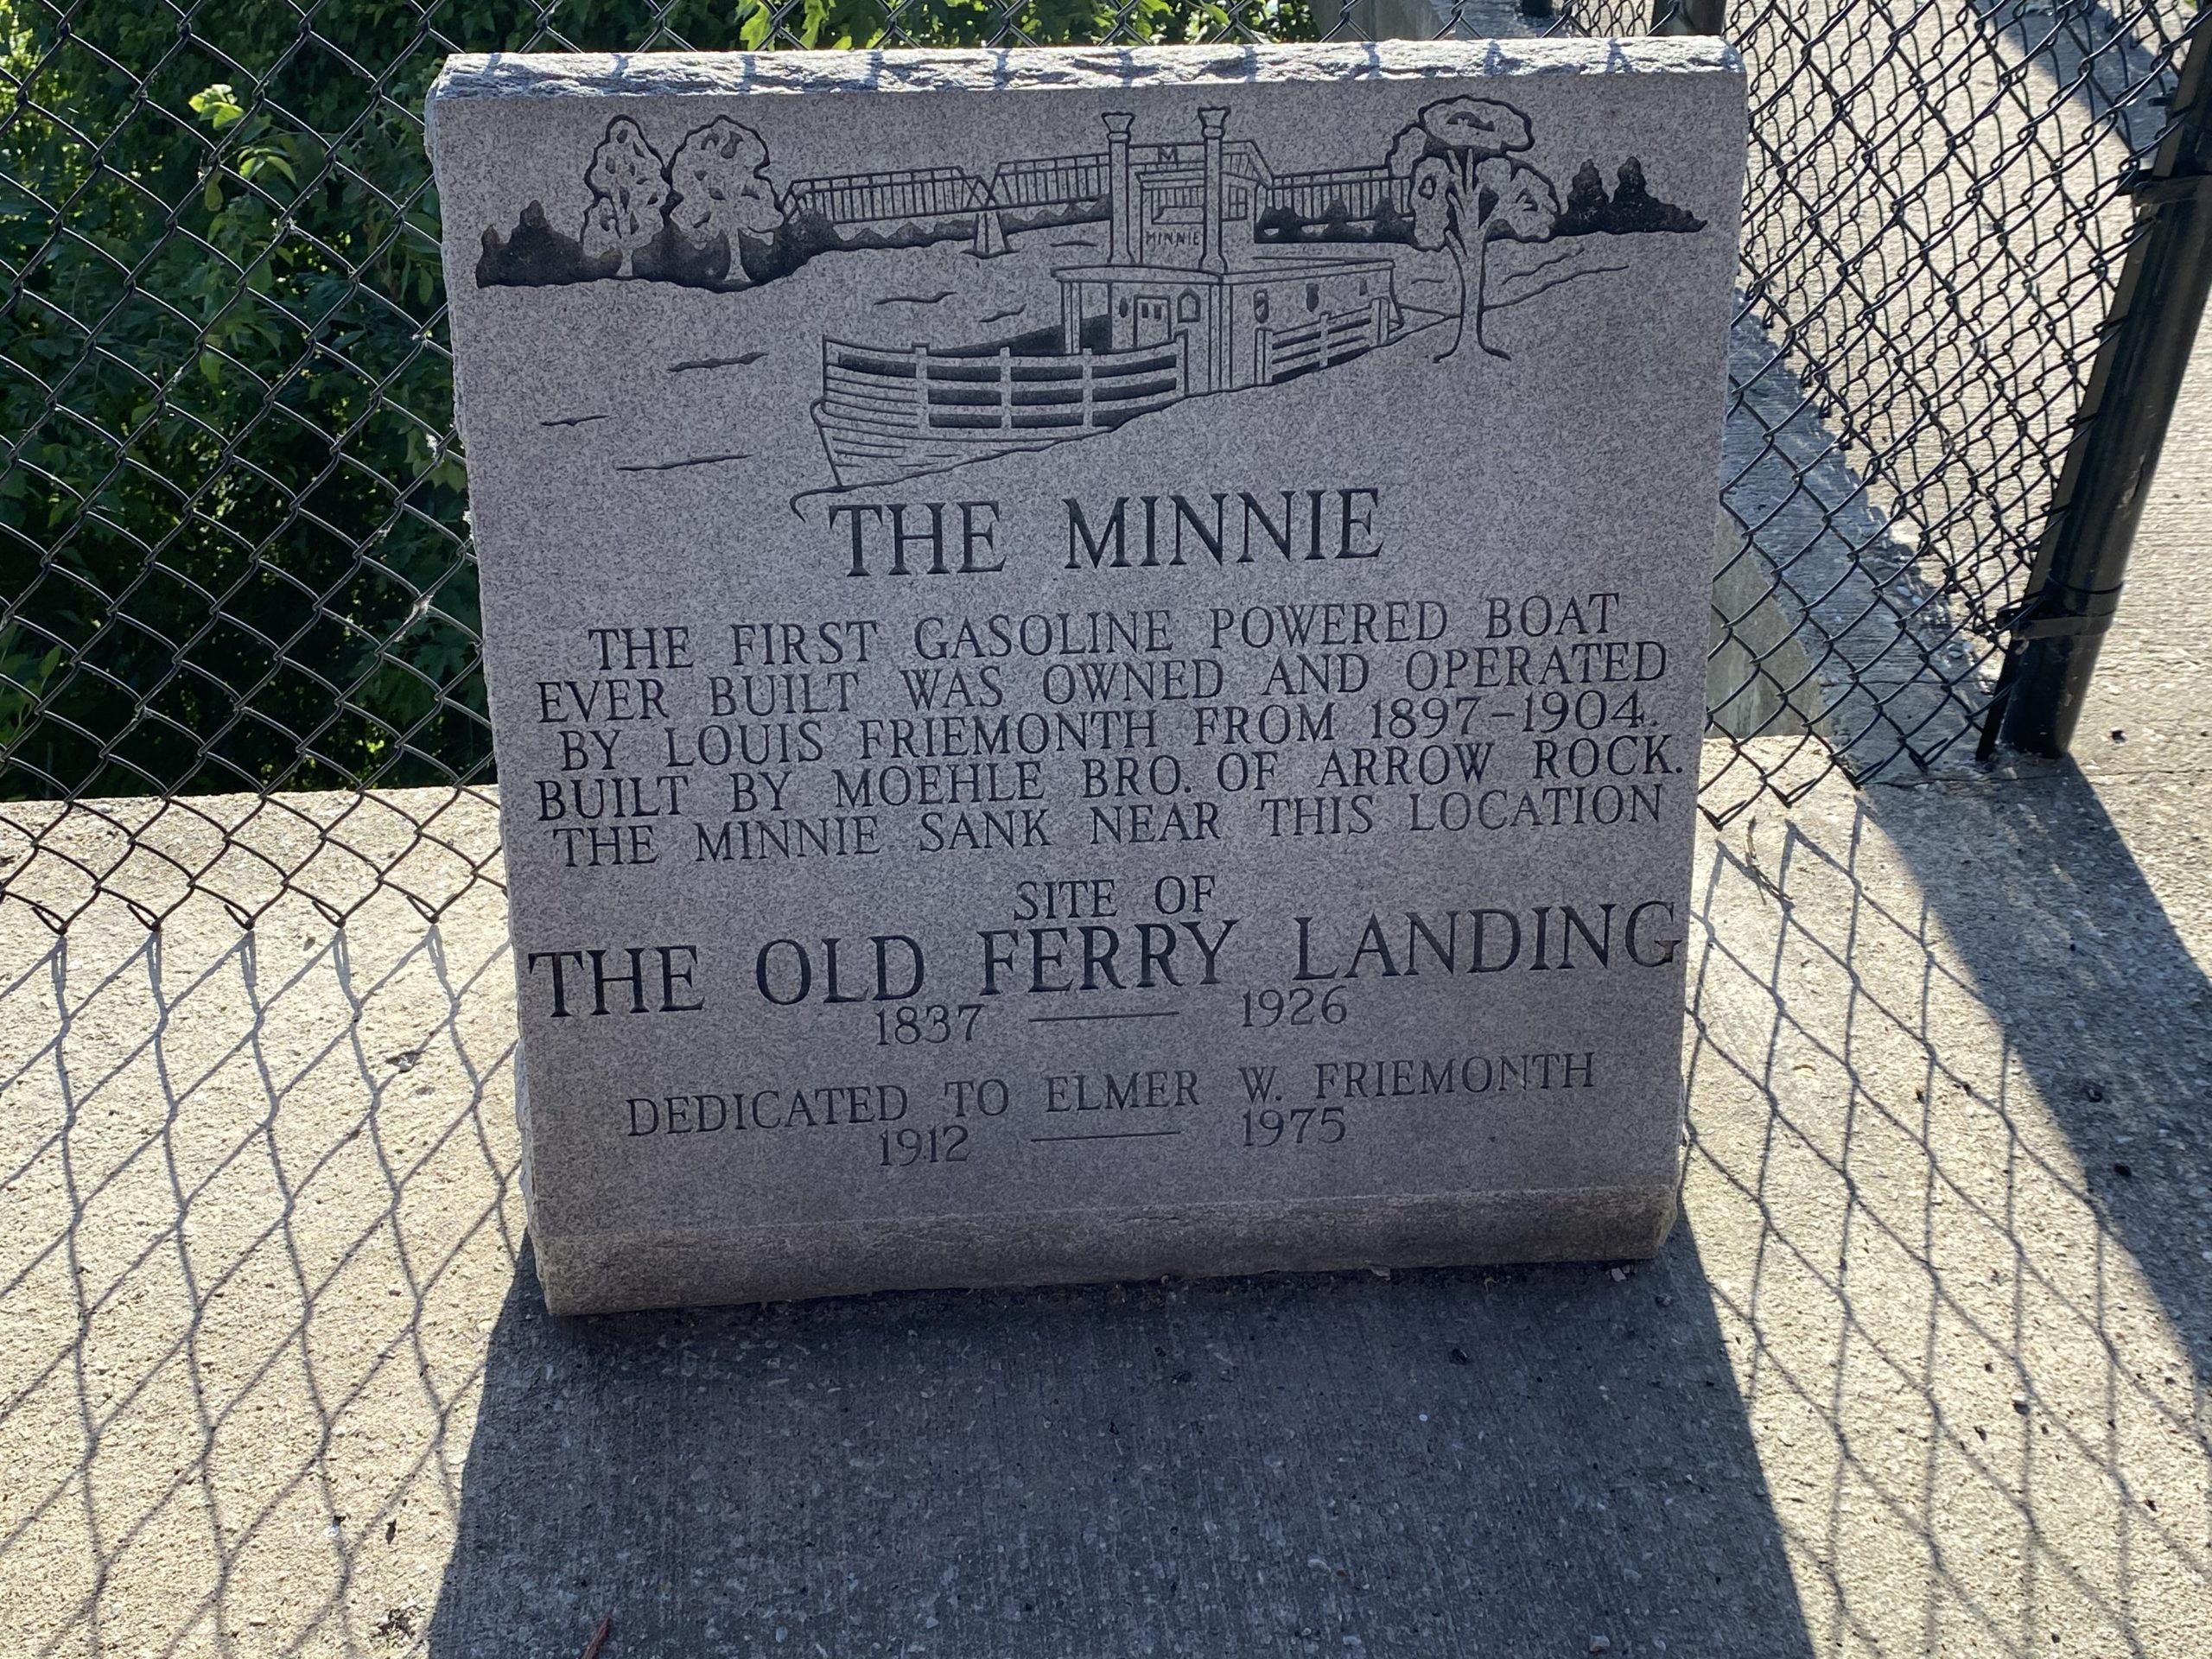 M
MINNIE
THE MINNIE
THE FIRST GASOLINE POWERED BOAT
EVER BUILT WAS OWNED AND OPERATED
BY LOUIS FRIEMONTH FROM 1897-1904.
BUILT BY MOEHLE BRO. OF ARROW ROCK.
THE MINNIE SANK NEAR THIS LOCATION
SITE OF
THE OLD FERRY LANDING
1837 — 1926
DEDICATED TO ELMER W. FRIEMONTH
1912 — 1975